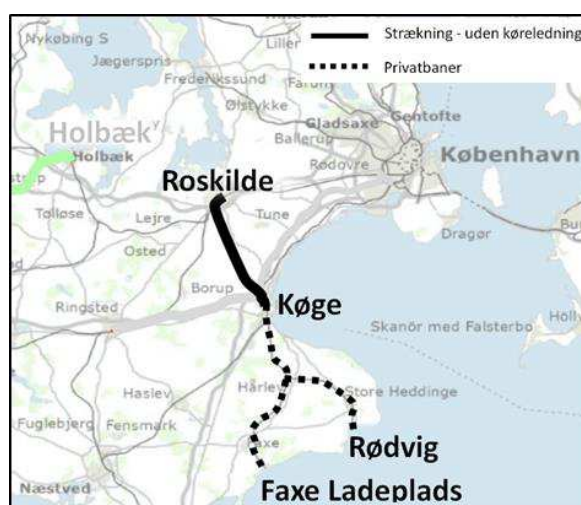 Strækning - uden køreledning
Privatbaner
Nykøbing S
Jægerspris
Frederikssund
Ølstykke
Ballerup
Gladsaxe
Gentofte
Rødovre
København
Holbæk
Holbæk
Roskilde
Tølløse
Lejre
Tune
Dragør
Osted
Borup
Køge
Ringsted
Skanör med Falsterbo
Haslev
Hårlev
Store Heddinge
Fuglebjerg
Fensmark
Rødvig
Næstved
Faxe Ladeplads